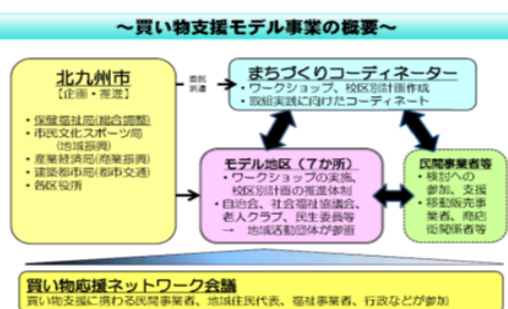 ～買い物支援モデル事業の概要～
北九州市
【企画・推進】
・保健福祉局(総合調整)
・市民文化スポーツ局
(地域振興)
・産業経済局(商業振興)
・建築都市局(都市交通)
・各区役所
委託
派遣
まちづくりコーディネーター
・ワークショップ、校区別計画作成
・取組実践に向けたコーディネート
モデル地区（7か所）
・ワークショップの実施、
校区別計画の推進体制
・自治会、社会福祉協議会、
老人クラブ、民生委員等
→ 地域活動団体が参画
民間事業者等
・検討への
参加、支援
・移動販売事
業者、商店
街関係者等
買い物応援ネットワーク会議
買い物支援に携わる民間事業者、地域住民代表、福祉事業者、行政などが参加